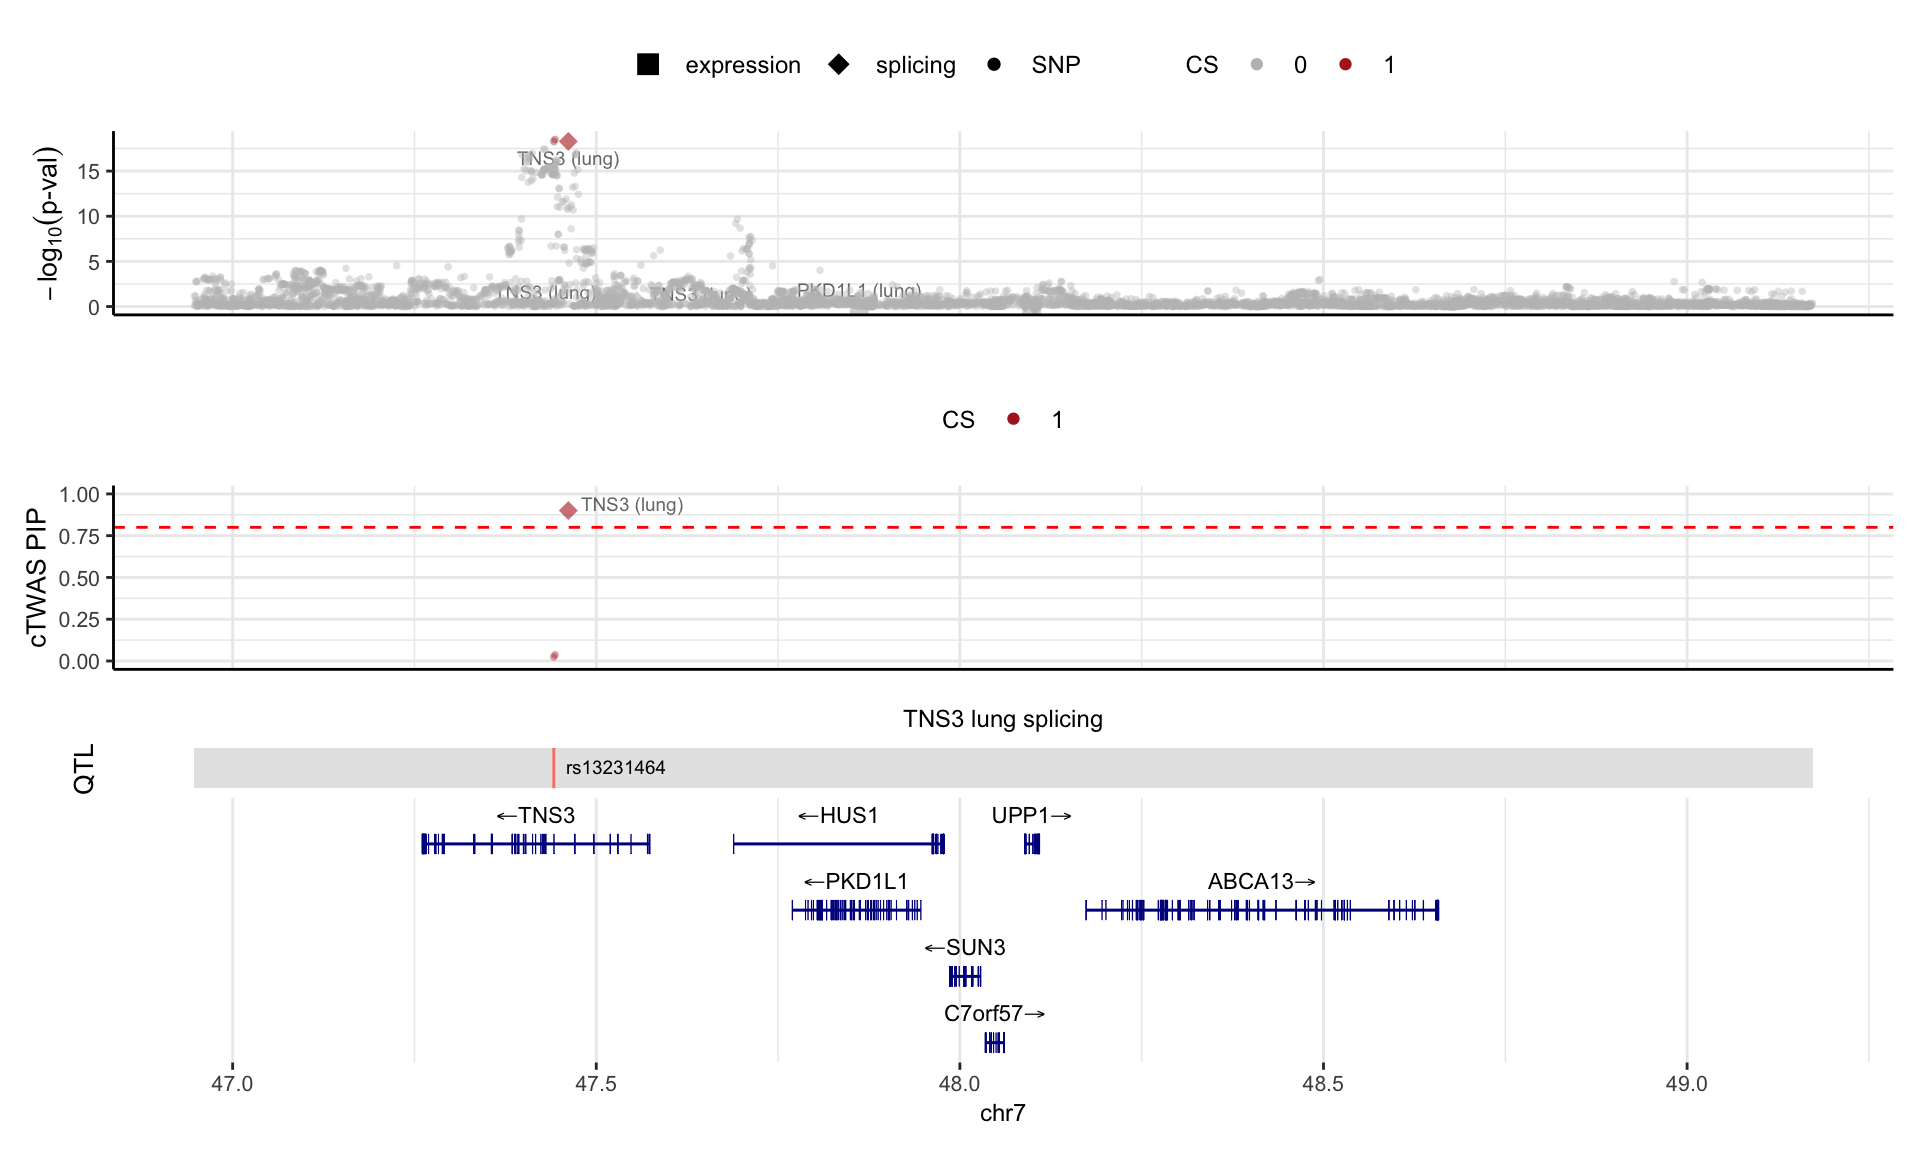 expression splicing SNP CS 0 1
−log10(p-val)
15
10
5
0
TNS3 (lung)
TNS3 (lung)
TNS3 (lung)
PKD1L1 (lung)
CS 1
cTWAS PIP
1.00
0.75
0.50
0.25
0.00
TNS3 (lung)
TNS3 lung splicing
QTL
rs13231464
←TNS3
←HUS1
UPP1→
←PKD1L1
ABCA13→
←SUN3
C7orf57→
47.0 47.5 48.0 48.5 49.0
chr7